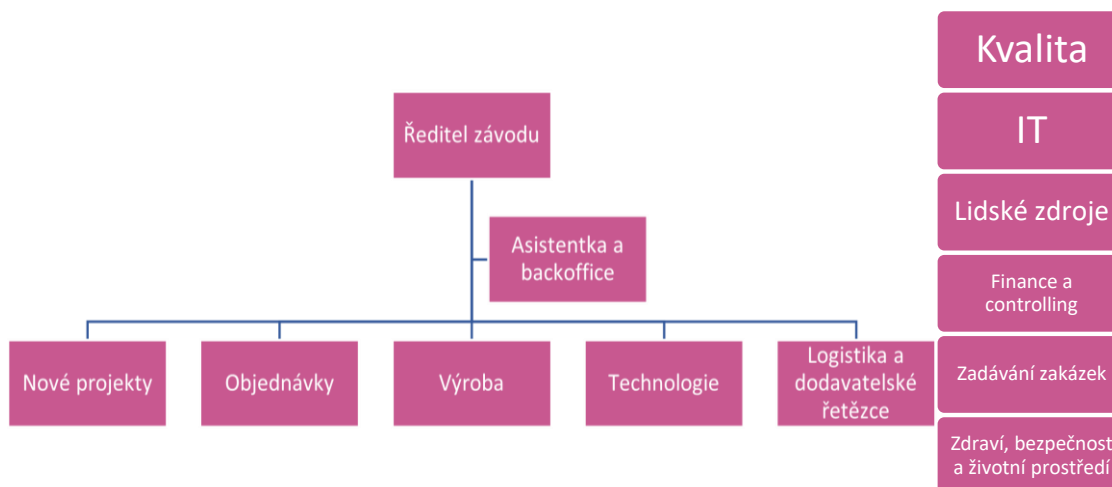 Ředitel závodu
Asistentka a
backoffice
Nové projekty
Objednávky
Výroba
Technologie
Logistika a
dodavatelské
řetězce
Kvalita
IT
Lidské zdroje
Finance a
controlling
Zadávání zakázek
Zdraví, bezpečnost
a životní prostředí